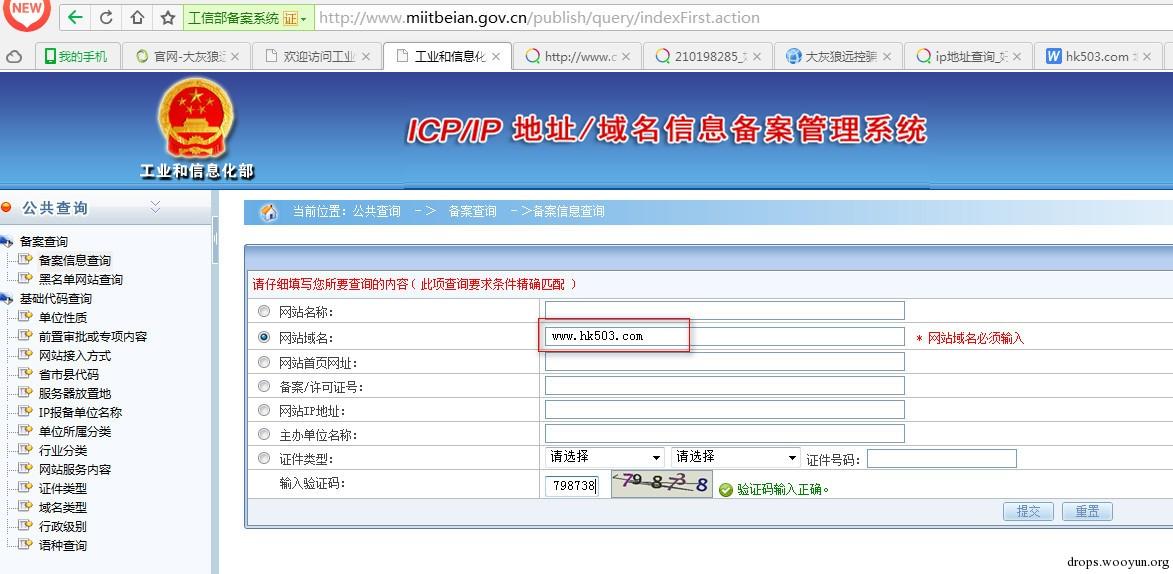 NEW
工信部备案系统 证
http://www.miitbeian.gov.cn/publish/query/indexFirst.action
我的手机
官网-大灰狼远
欢迎访问工业
工业和信息化
http://www.c
210198285_
大灰狼远控骗
ip地址查询_
hk503.com
工业和信息化部
ICP/IP 地址/域名信息备案管理系统
公共查询
当前位置：公共查询 -> 备案查询 ->备案信息查询
备案查询
备案信息查询
黑名单网站查询
基础代码查询
单位性质
前置审批或专项内容
网站接入方式
省市县代码
服务器放置地
IP报备单位名称
单位所属分类
行业分类
网站服务内容
证件类型
域名类型
行政级别
语种查询
请仔细填写您所要查询的内容( 此项查询要求条件精确匹配 )
网站名称：
网站域名： www.hk503.com * 网站域名必须输入
网站首页网址：
备案/许可证号：
网站IP地址：
主办单位名称：
证件类型： 请选择 请选择 证件号码：
输入验证码： 798738 798738 验证码输入正确。
提交 重置
drops.wooyun.org